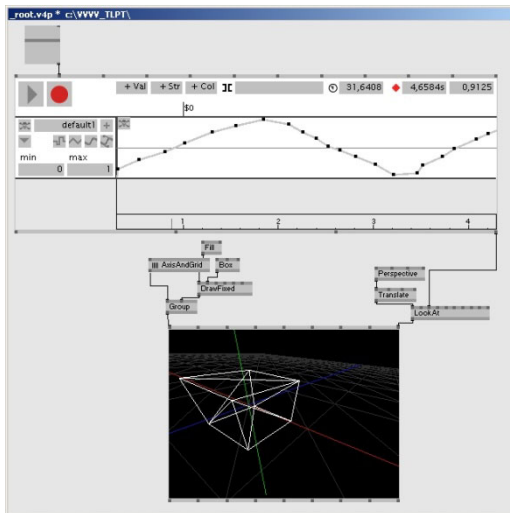 _root.v4p * c:\VVVV_TLPT\
+ Val + Str + Col 31,6408 4,6584s 0,9125
$0
default1 +
min max
0 1
1 2 3 4
Fill
AxisAndGrid Box
Perspective
DrawFixed
Translate
Group
LookAt